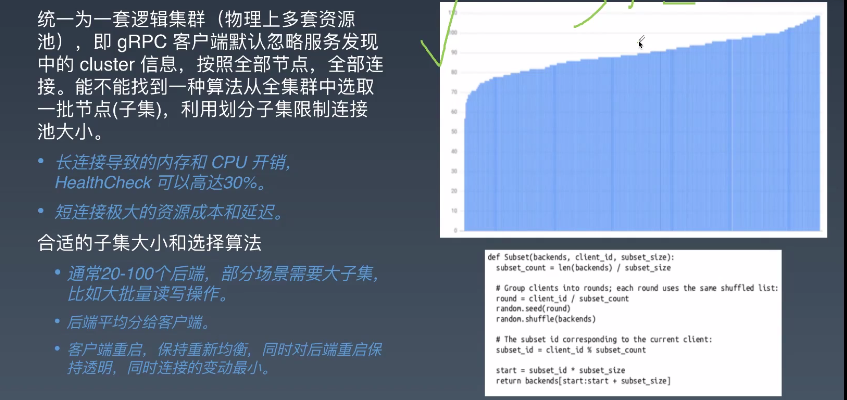 统一为一套逻辑集群（物理上多套资源
池），即 gRPC 客户端默认忽略服务发现
中的 cluster 信息，按照全部节点，全部连
接。能不能找到一种算法从全集群中选取
一批节点(子集)，利用划分子集限制连接
池大小。
• 长连接导致的内存和 CPU 开销，
HealthCheck 可以高达30%。
• 短连接极大的资源成本和延迟。
合适的子集大小和选择算法
• 通常20-100个后端，部分场景需要大子集，
比如大批量读写操作。
• 后端平均分给客户端。
• 客户端重启，保持重新均衡，同时对后端重启保
持透明，同时连接的变动最小。
100
90
80
70
60
50
40
30
20
10
0
def Subset(backends, client_id, subset_size):
subset_count = len(backends) / subset_size
# Group clients into rounds; each round uses the same shuffled list:
round = client_id / subset_count
random.seed(round)
random.shuffle(backends)
# The subset id corresponding to the current client:
subset_id = client_id % subset_count
start = subset_id * subset_size
return backends[start:start + subset_size]